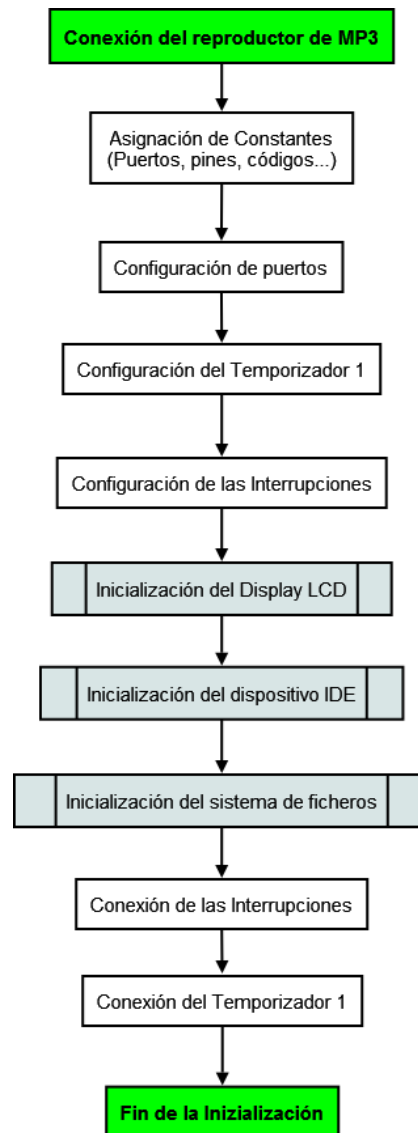 Conexión del reproductor de MP3
Asignación de Constantes
(Puertos, pines, códigos...)
Configuración de puertos
Configuración del Temporizador 1
Configuración de las Interrupciones
Inicialización del Display LCD
Inicialización del dispositivo IDE
Inicialización del sistema de ficheros
Conexión de las Interrupciones
Conexión del Temporizador 1
Fin de la Inizialización